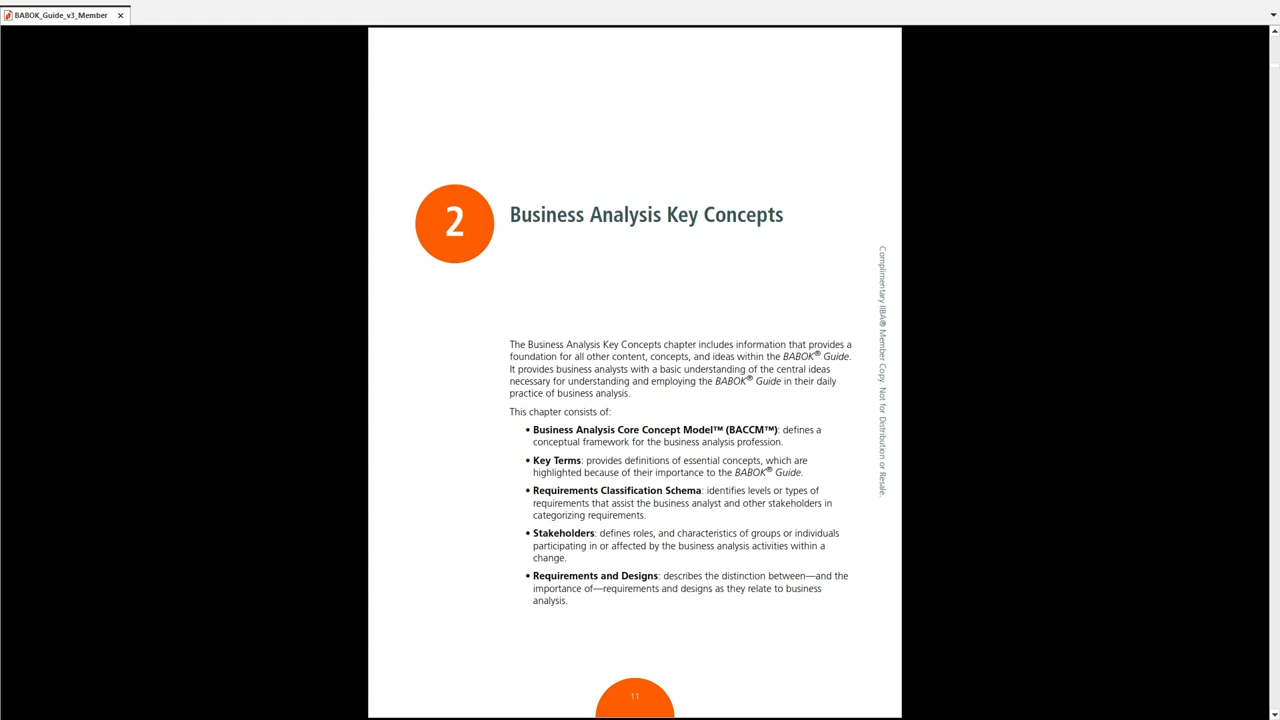 BABOK_Guide_v3_Member
2
Business Analysis Key Concepts
The Business Analysis Key Concepts chapter includes information that provides a
foundation for all other content, concepts, and ideas within the BABOK® Guide.
It provides business analysts with a basic understanding of the central ideas
necessary for understanding and employing the BABOK® Guide in their daily
practice of business analysis.
This chapter consists of:
• Business Analysis Core Concept Model™ (BACCM™): defines a
conceptual framework for the business analysis profession.
• Key Terms: provides definitions of essential concepts, which are
highlighted because of their importance to the BABOK® Guide.
• Requirements Classification Schema: identifies levels or types of
requirements that assist the business analyst and other stakeholders in
categorizing requirements.
• Stakeholders: defines roles, and characteristics of groups or individuals
participating in or affected by the business analysis activities within a
change.
• Requirements and Designs: describes the distinction between—and the
importance of—requirements and designs as they relate to business
analysis.
Complimentary IIBA® Member Copy. Not for Distribution or Resale.
11